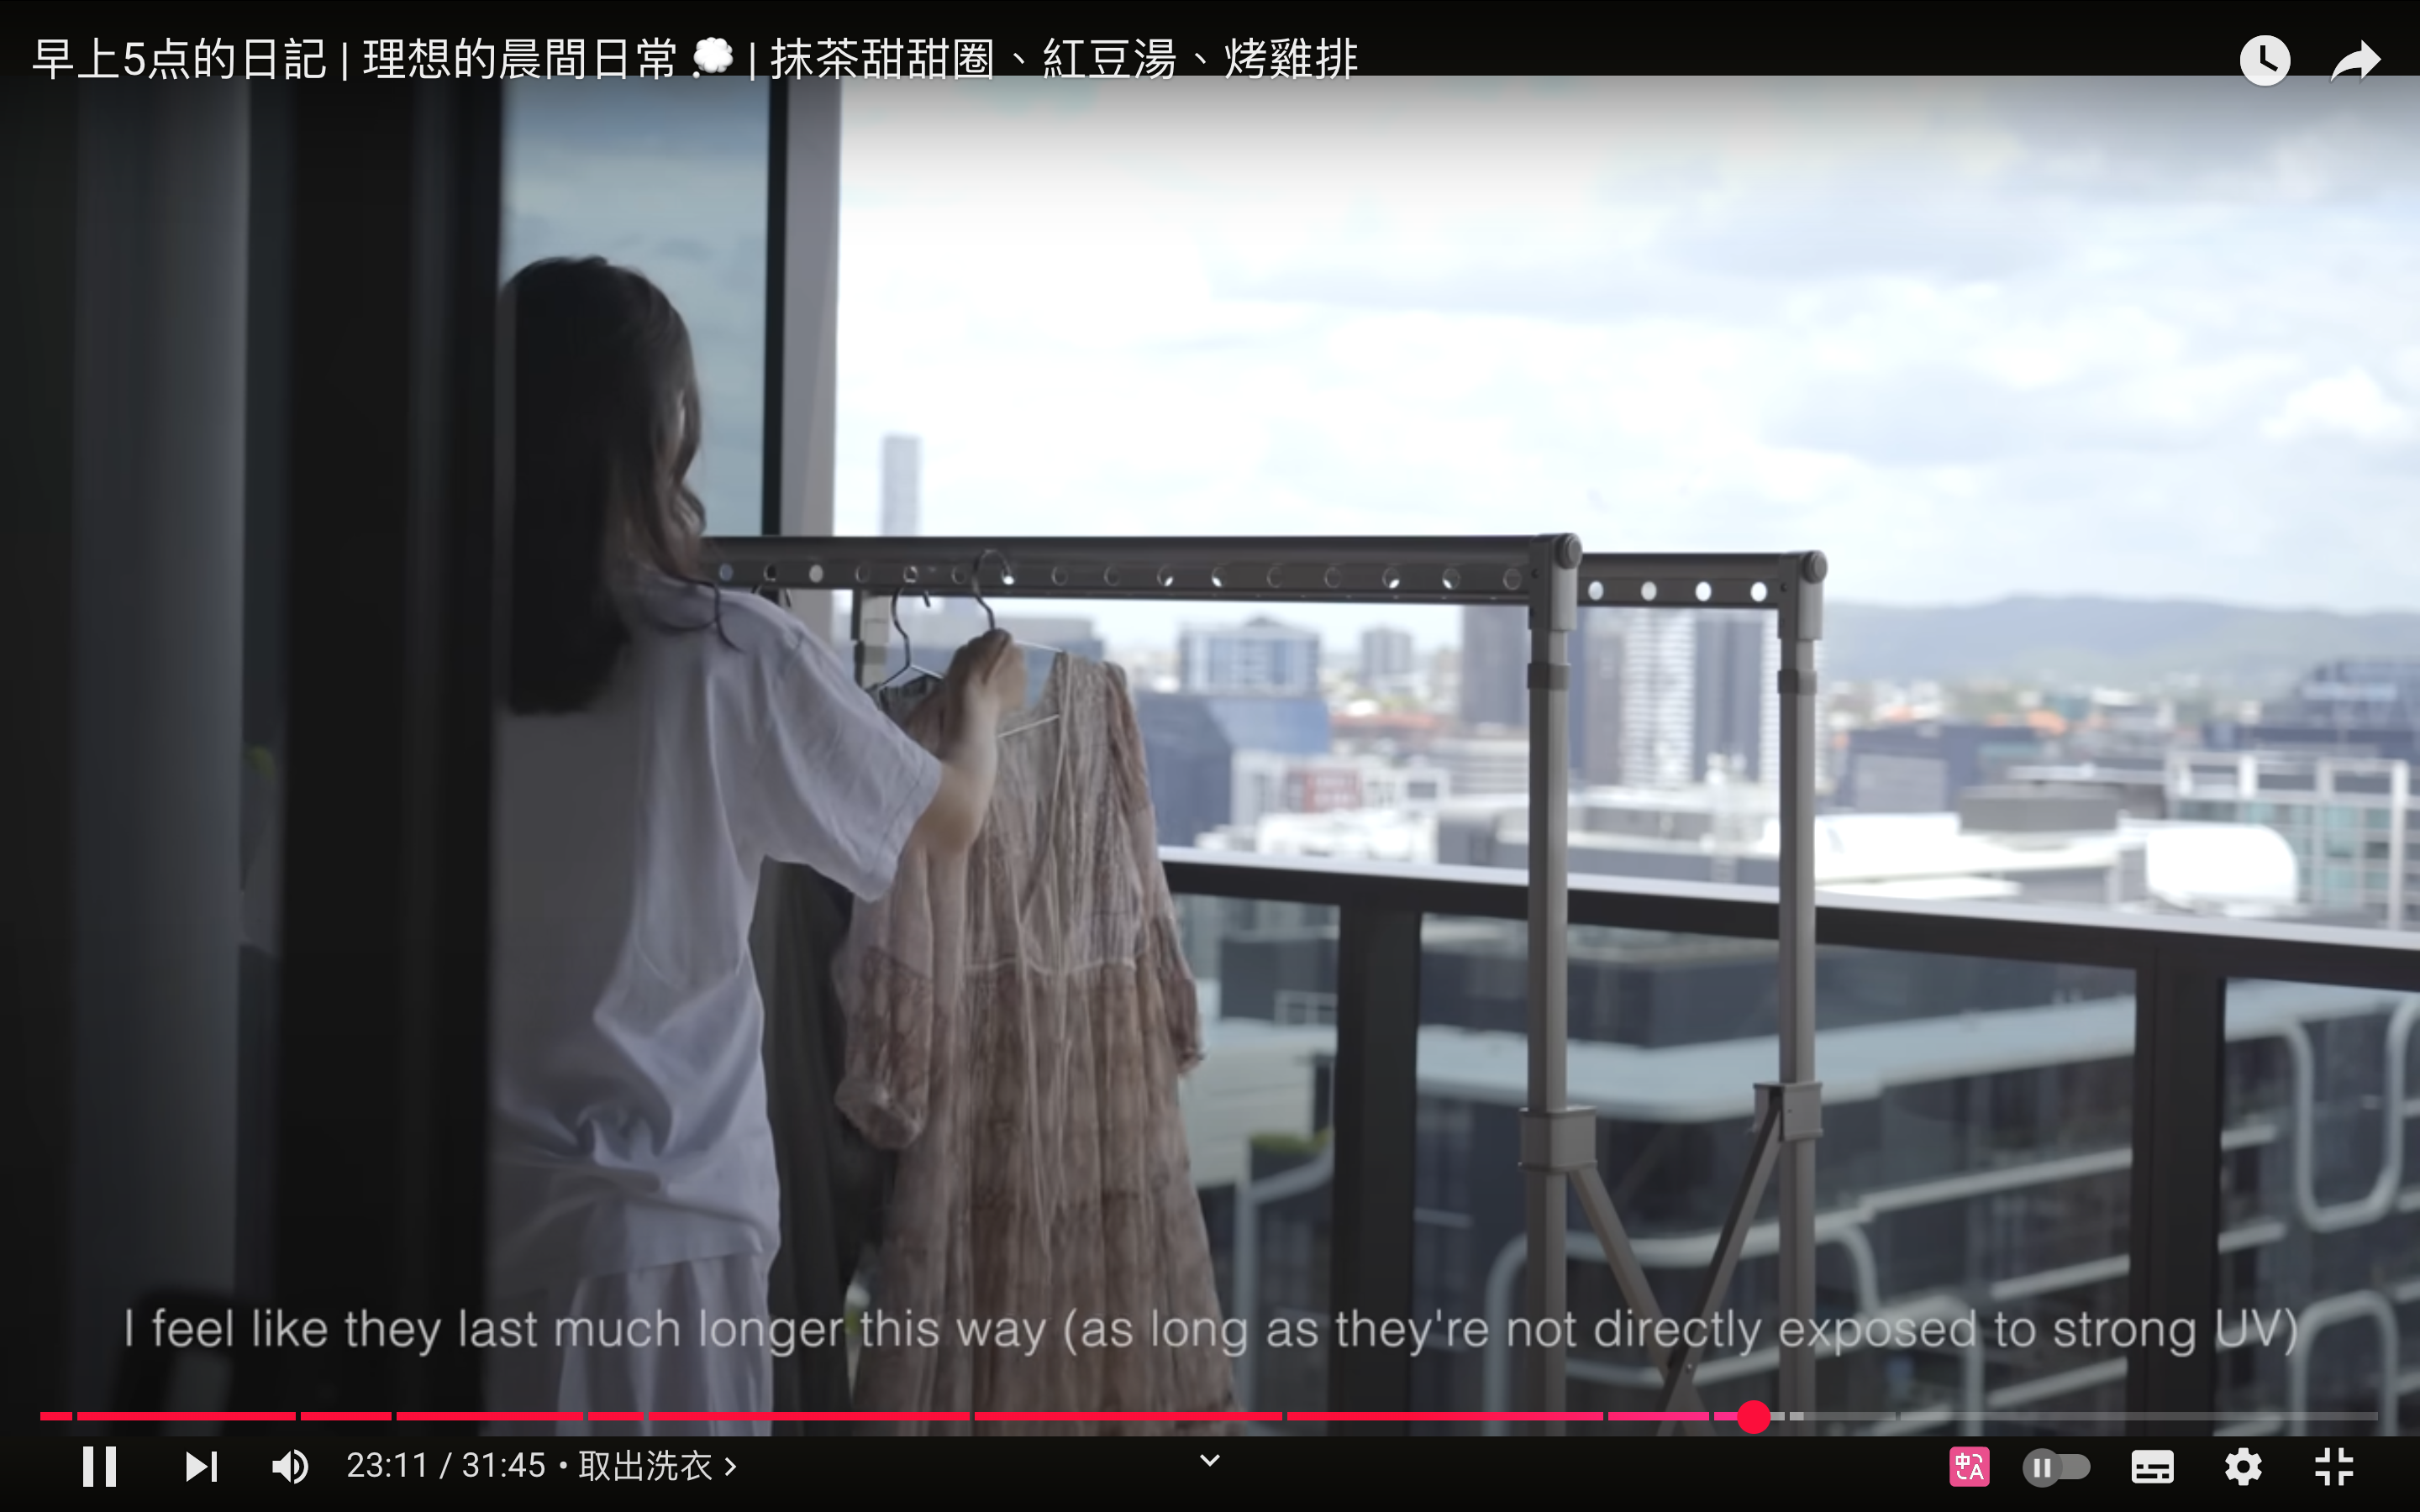 早上5点的日記 | 理想的晨間日常 💭 | 抹茶甜甜圈、紅豆湯、烤雞排
I feel like they last much longer this way (as long as they're not directly exposed to strong UV)
23:11 / 31:45 • 取出洗衣 >
中A